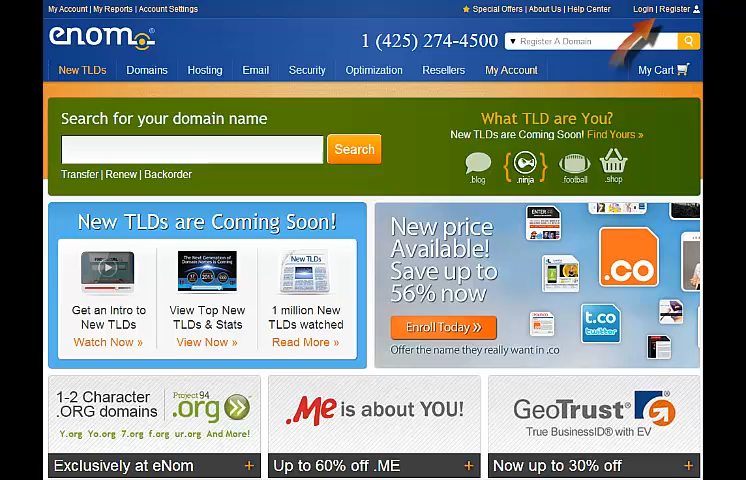 My Account | My Reports | Account Settings
Special Offers | About Us | Help Center
Login | Register
enom
1 (425) 274-4500
Register A Domain
New TLDs
Domains
Hosting
Email
Security
Optimization
Resellers
My Account
My Cart
Search for your domain name
Search
Transfer | Renew | Backorder
What TLD are You?
New TLDs are Coming Soon! Find Yours »
.blog
.ninja
.football
.shop
New TLDs are Coming Soon!
The Next Generation of
Domain Names is Coming
New TLDs
Get an Intro to
New TLDs
Watch Now »
View Top New
TLDs & Stats
View Now »
1 million New
TLDs watched
Read More »
New price
Available!
Save up to
56% now
Enroll Today »
Offer the name they really want in .co
ENTER
.co
t.co
twitter
1-2 Character
.ORG domains
Project 94
.org
Y.org Yo.org 7.org f.org ur.org And More!
Exclusively at eNom +
.Me is about YOU!
Up to 60% off .ME +
GeoTrust®
True BusinessID® with EV
Now up to 30% off +